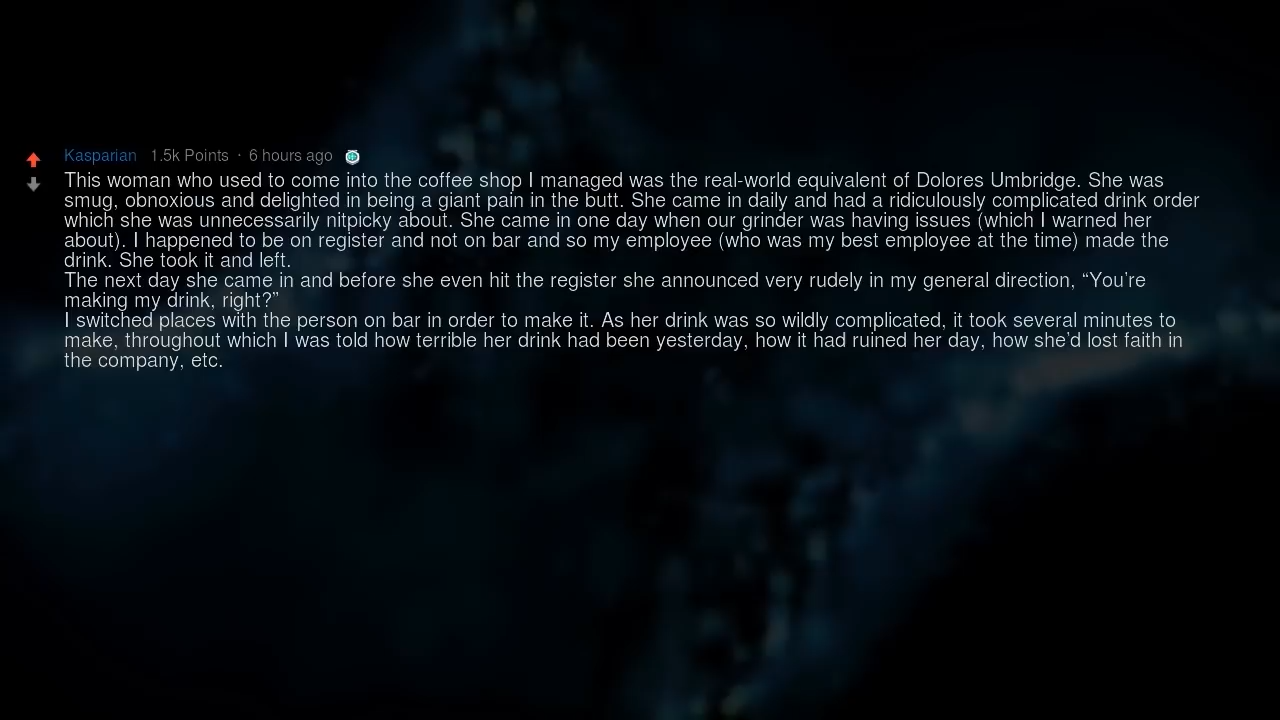 Kasparian 1.5k Points · 6 hours ago
This woman who used to come into the coffee shop I managed was the real-world equivalent of Dolores Umbridge. She was
smug, obnoxious and delighted in being a giant pain in the butt. She came in daily and had a ridiculously complicated drink order
which she was unnecessarily nitpicky about. She came in one day when our grinder was having issues (which I warned her
about). I happened to be on register and not on bar and so my employee (who was my best employee at the time) made the
drink. She took it and left.
The next day she came in and before she even hit the register she announced very rudely in my general direction, “You’re
making my drink, right?”
I switched places with the person on bar in order to make it. As her drink was so wildly complicated, it took several minutes to
make, throughout which I was told how terrible her drink had been yesterday, how it had ruined her day, how she’d lost faith in
the company, etc.